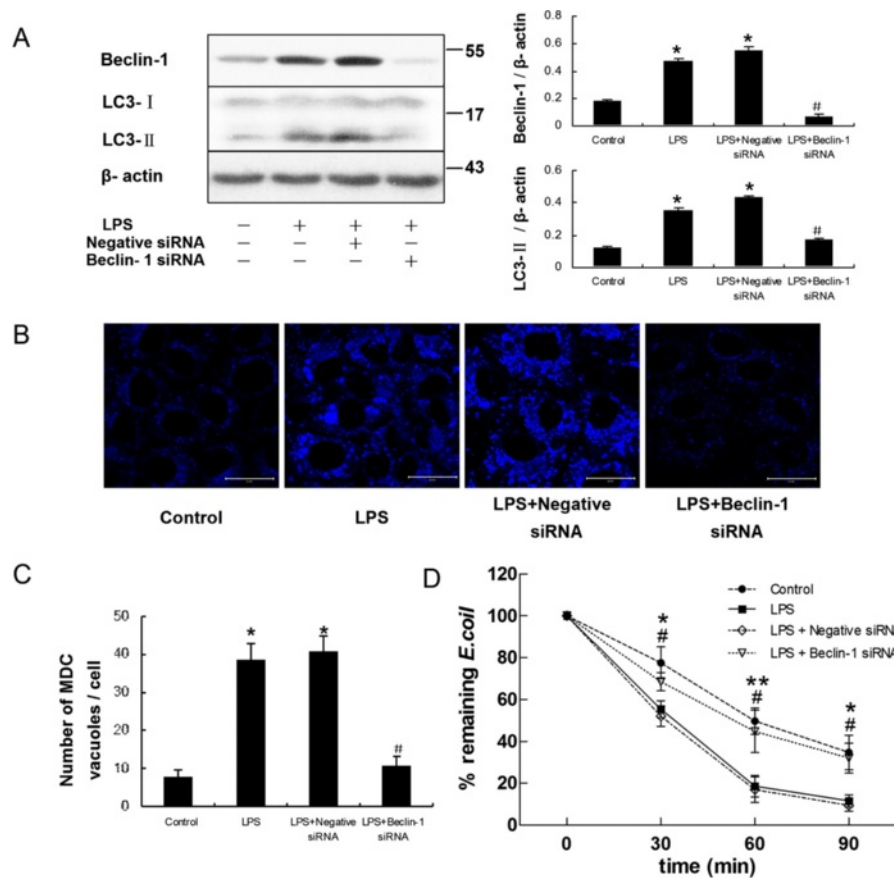 A
Beclin-1
LC3-Ⅰ
LC3-Ⅱ
β- actin
55
17
43
LPS − + + +
Negative siRNA − − + −
Beclin- 1 siRNA − − − +
Beclin-1 / β- actin
0.8
0.6
0.4
0.2
0
*
*
#
Control LPS LPS+Negative siRNA LPS+Beclin-1 siRNA
LC3-Ⅱ / β- actin
0.6
0.4
0.2
0
*
*
#
Control LPS LPS+Negative siRNA LPS+Beclin-1 siRNA
B
Control
LPS
LPS+Negative
siRNA
LPS+Beclin-1
siRNA
C
Number of MDC
vacuoles / cell
50
40
30
20
10
0
*
*
#
Control LPS LPS+Negative siRNA LPS+Beclin-1 siRNA
D
% remaining E.coil
120
100
80
60
40
20
0
Control
LPS
LPS + Negative siRN
LPS + Beclin-1 siRNA
*
#
**
#
*
#
0 30 60 90
time (min)